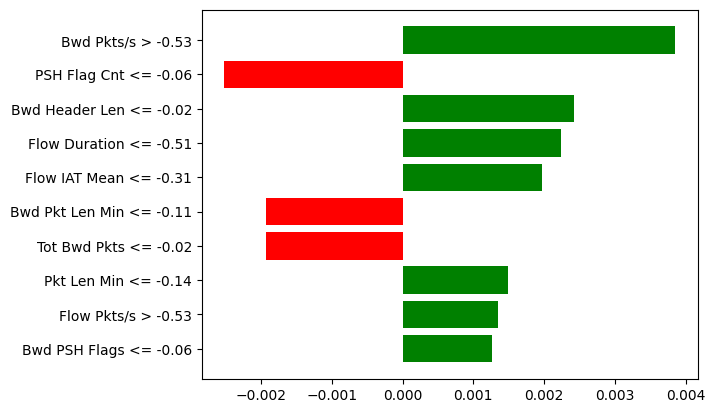 Bwd Pkts/s > -0.53
PSH Flag Cnt <= -0.06
Bwd Header Len <= -0.02
Flow Duration <= -0.51
Flow IAT Mean <= -0.31
Bwd Pkt Len Min <= -0.11
Tot Bwd Pkts <= -0.02
Pkt Len Min <= -0.14
Flow Pkts/s > -0.53
Bwd PSH Flags <= -0.06
−0.002 −0.001 0.000 0.001 0.002 0.003 0.004